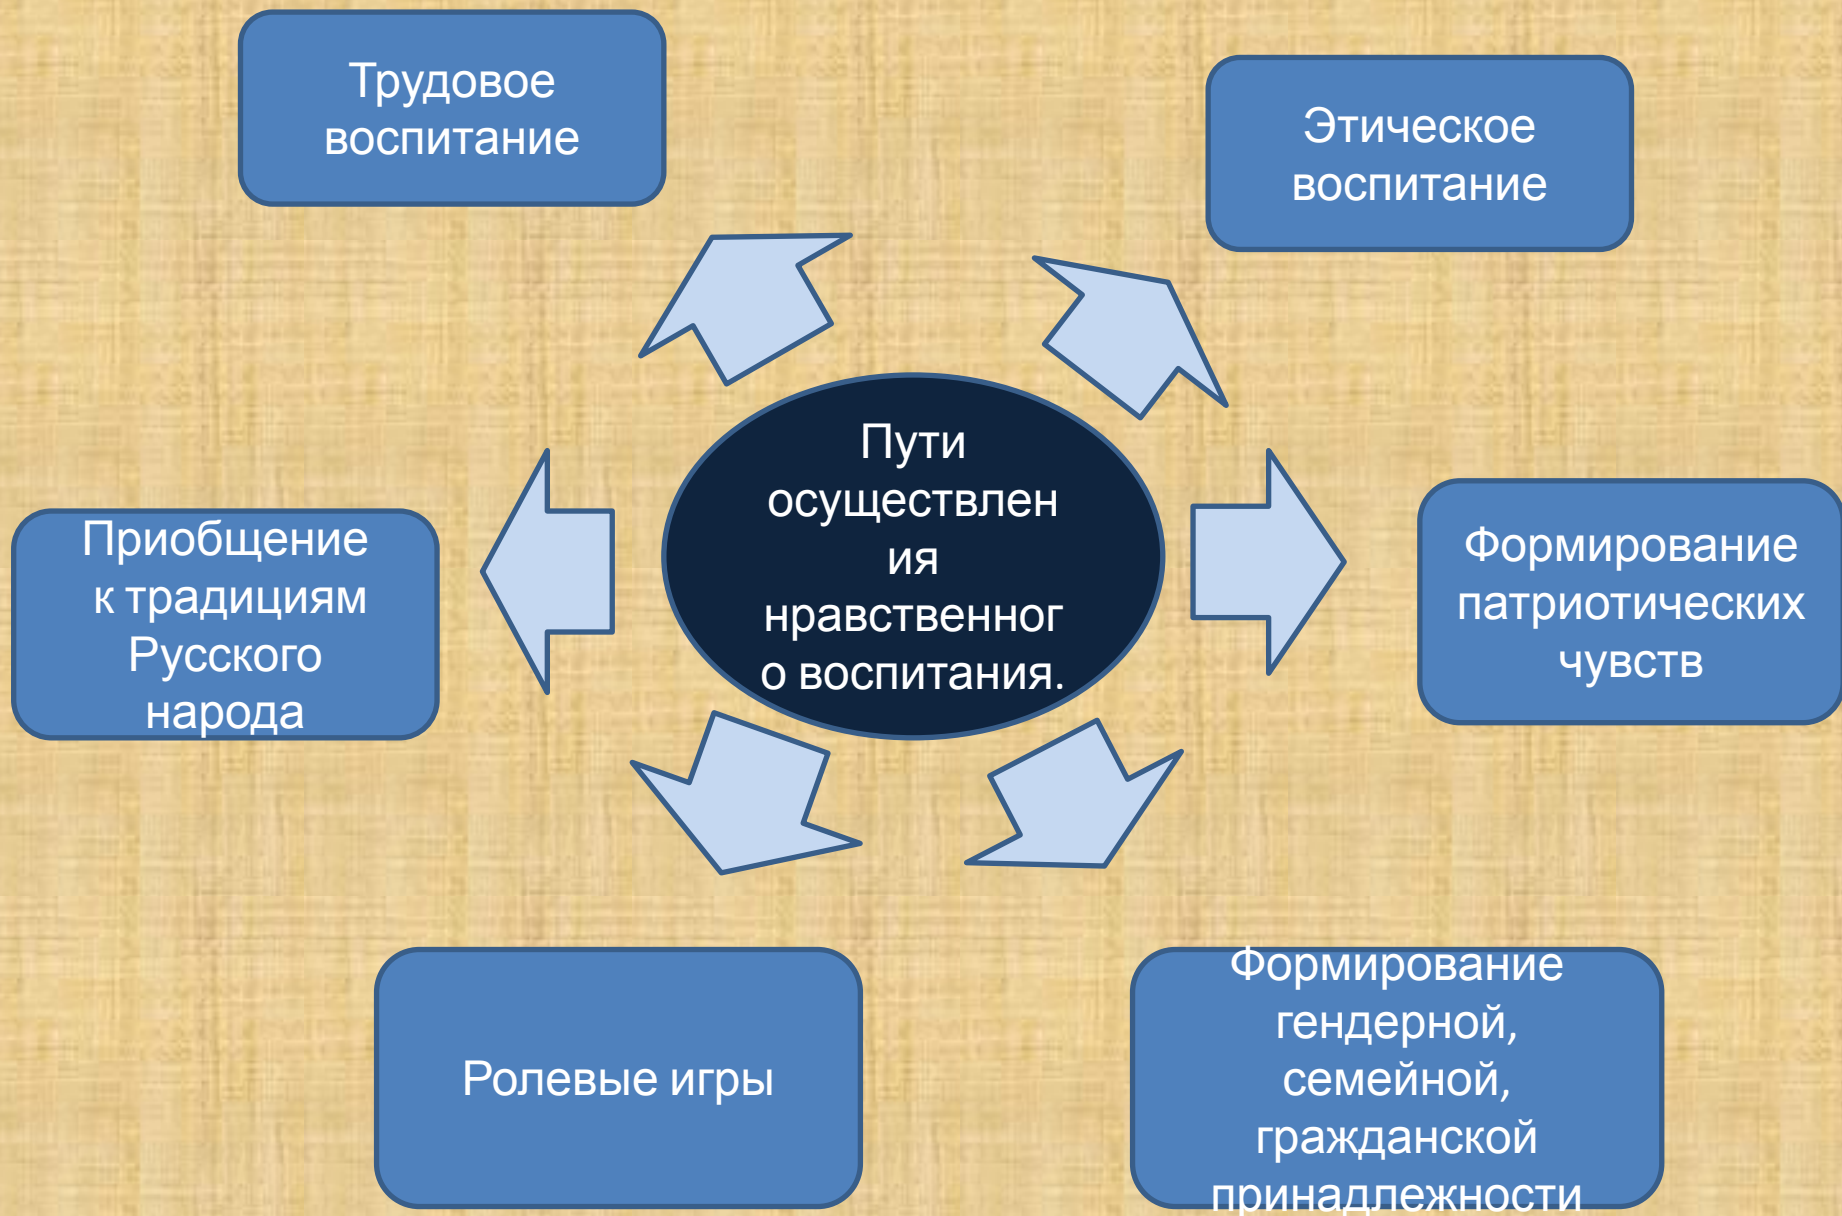 Трудовое
воспитание
Этическое
воспитание
Пути
осуществлен
ия
нравственног
о воспитания.
Приобщение
к традициям
Русского
народа
Формирование
патриотических
чувств
Ролевые игры
Формирование
гендерной,
семейной,
гражданской
принадлежности